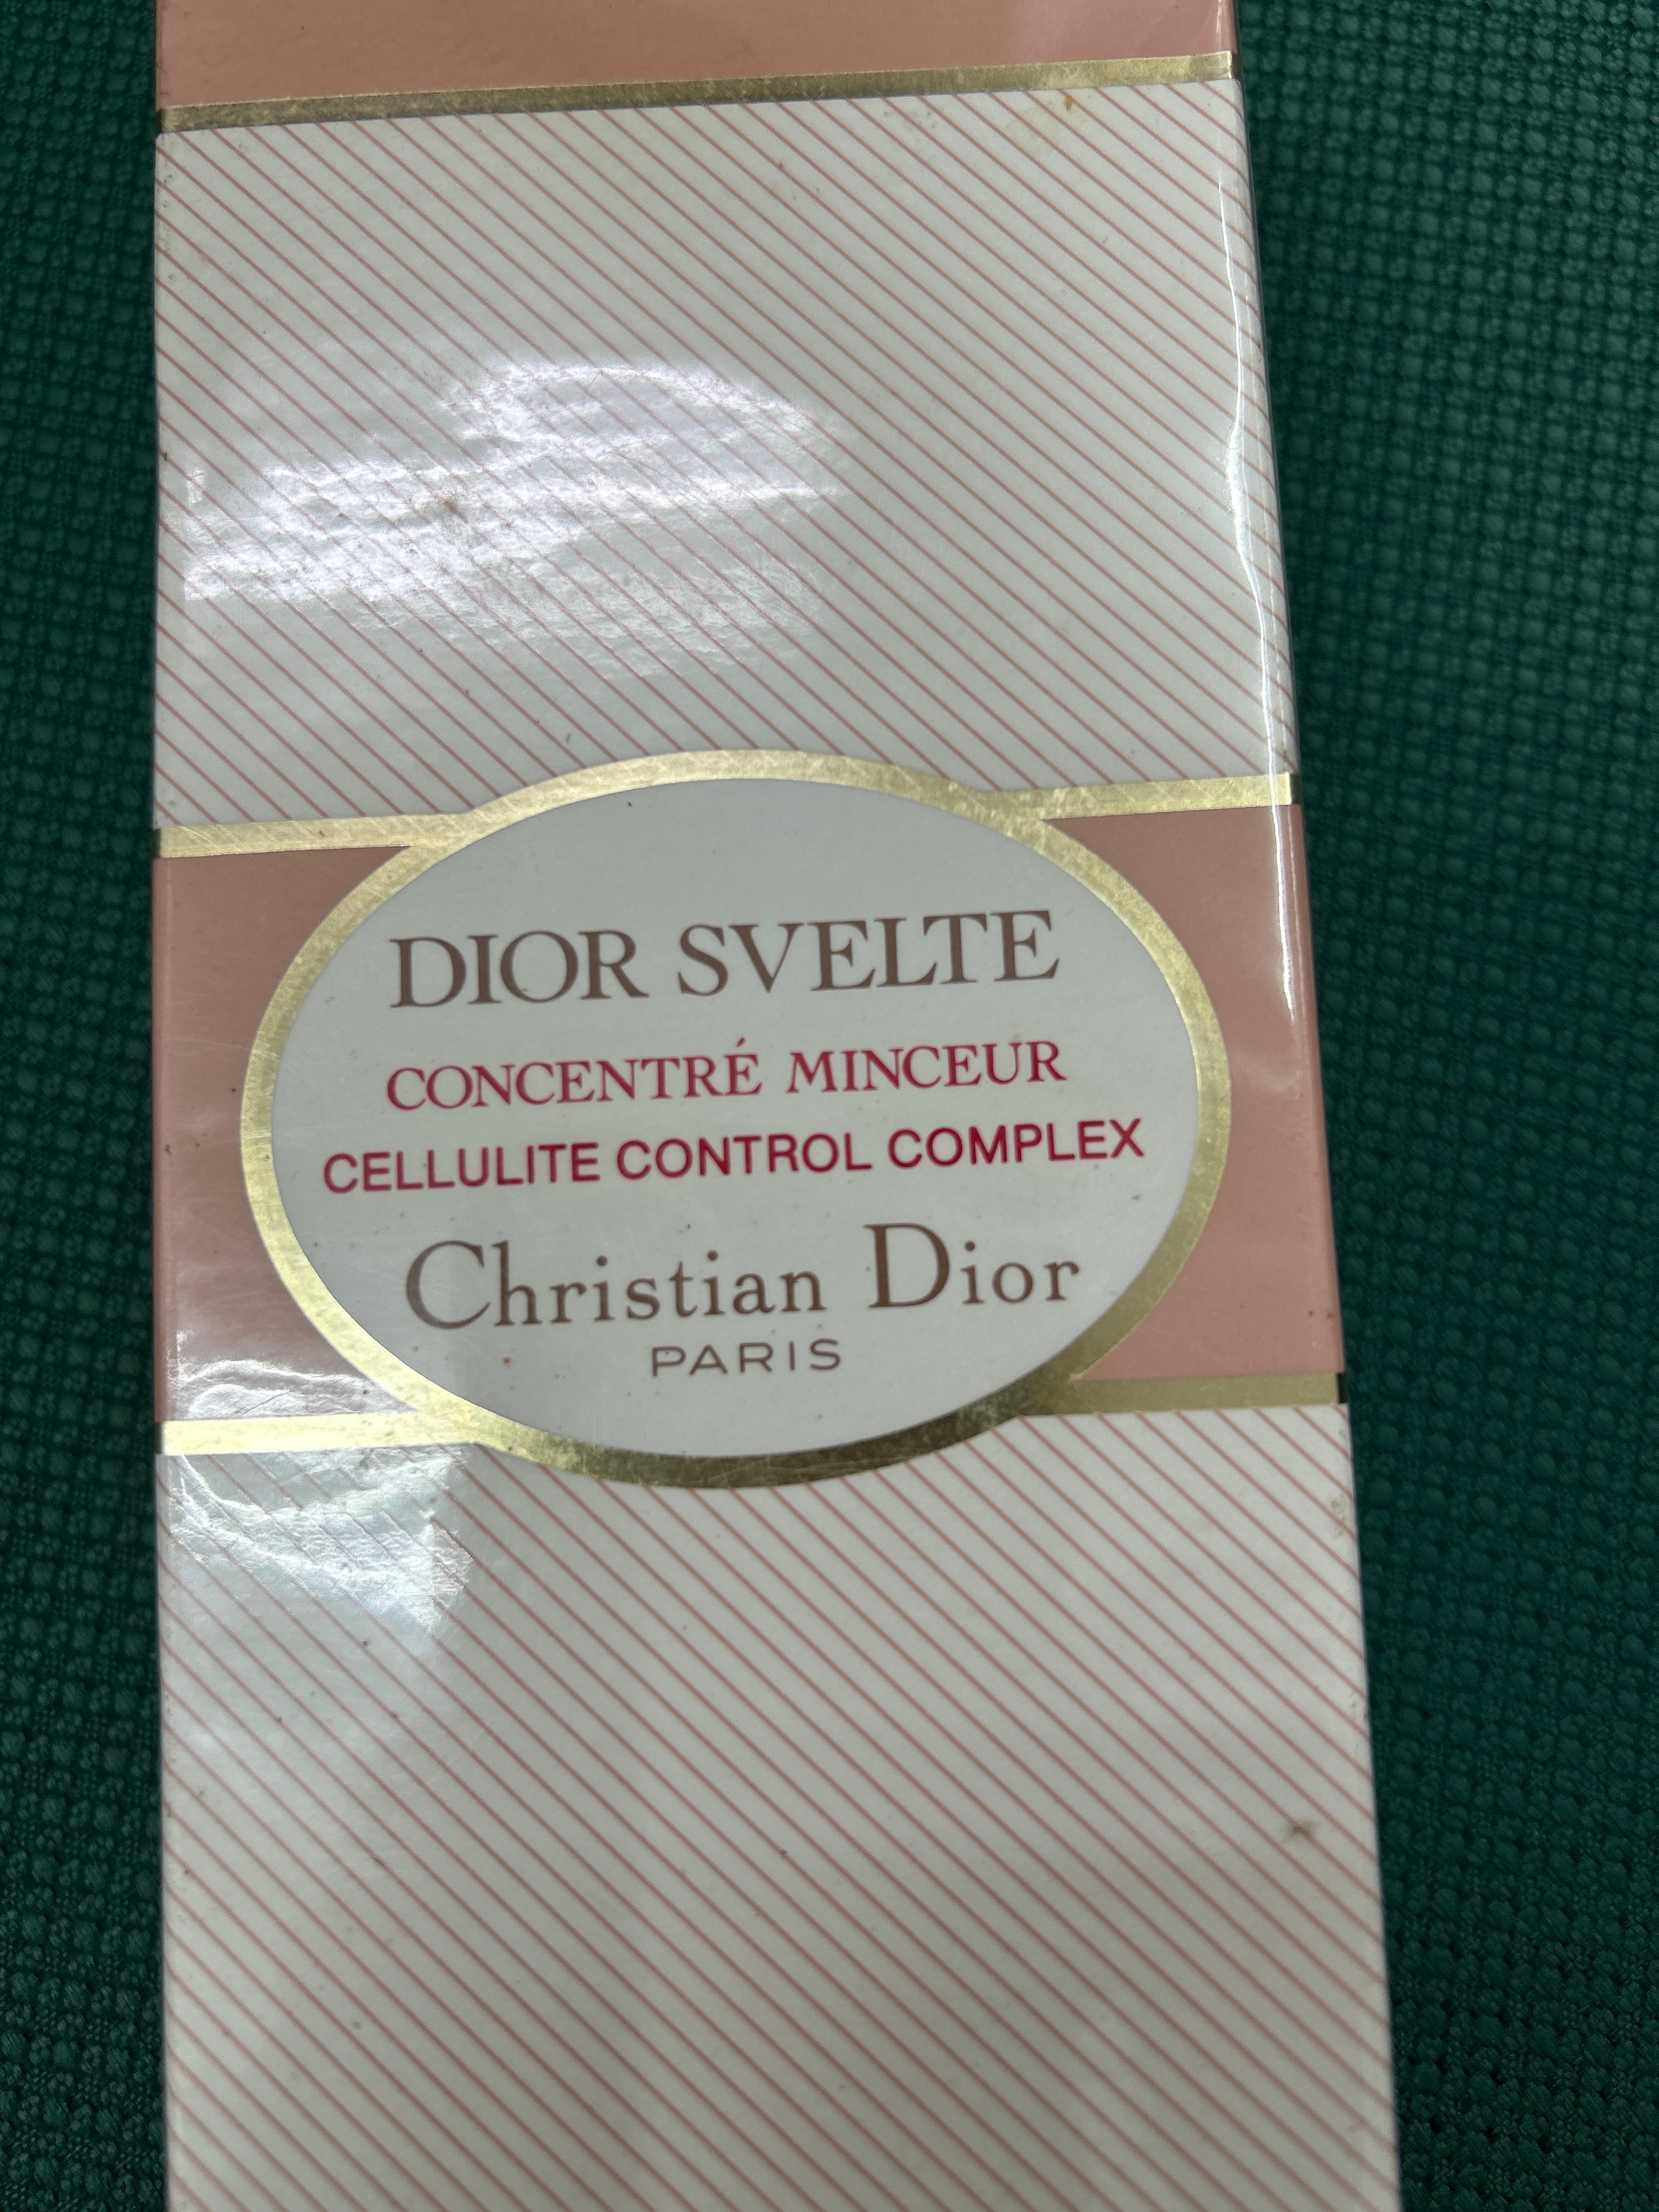 DIOR SVELTE
CONCENTRÉ MINCEUR
CELLULITE CONTROL COMPLEX
Christian Dior
PARIS